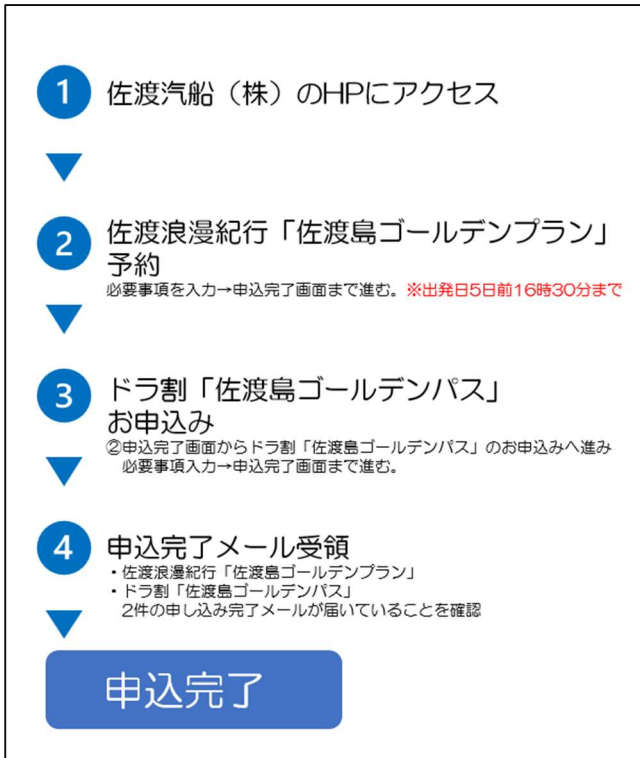 1 佐渡汽船（株）のHPにアクセス
2 佐渡浪漫紀行「佐渡島ゴールデンプラン」
予約
必要事項を入力→申込完了画面まで進む。※出発日5日前16時30分まで
3 ドラ割「佐渡島ゴールデンパス」
お申込み
②申込完了画面からドラ割「佐渡島ゴールデンパス」のお申込みへ進み
必要事項入力→申込完了画面まで進む。
4 申込完了メール受領
・佐渡浪漫紀行「佐渡島ゴールデンプラン」
・ドラ割「佐渡島ゴールデンパス」
2件の申し込み完了メールが届いていることを確認
申込完了